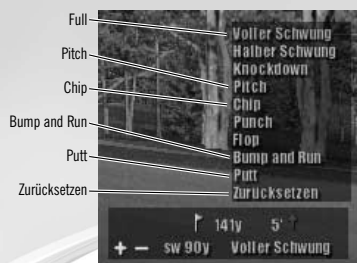 Full
Pitch
Chip
Bump and Run
Putt
Zurücksetzen
Voller Schwung
Halber Schwung
Knockdown
Pitch
Chip
Punch
Flop
Bump and Run
Putt
Zurücksetzen
141y 5' ↑
+ - sw 90y Voller Schwung